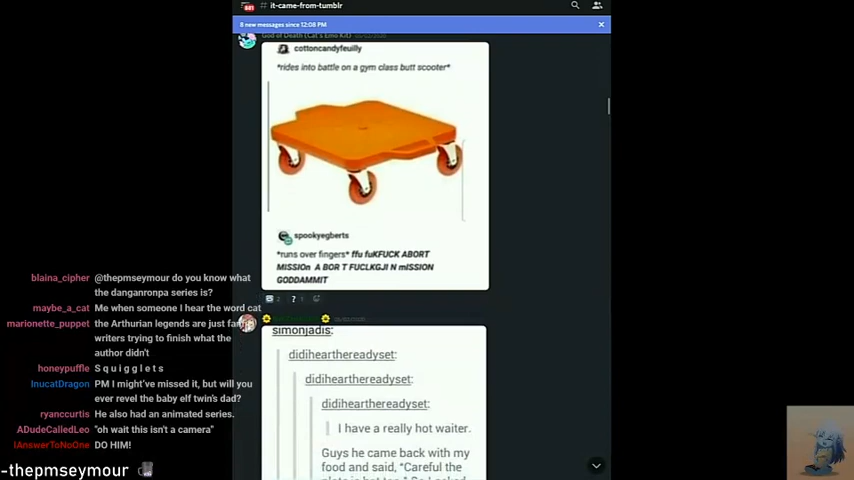 841
# it-came-from-tumblr
8 new messages since 12:08 PM
God of Death (Cat's Emo Kit)
cottoncandyfeuilly
*rides into battle on a gym class butt scooter*
spookyegberts
*runs over fingers* ffu fuKFUCK ABORT
MISSIOn A BOR T FUCLKGJI N mISSION
GODDAMMIT
2 ? 1
simonjadis:
didihearthereadyset:
didihearthereadyset:
didihearthereadyset:
I have a really hot waiter.
Guys he came back with my
food and said, “Careful the
blaina_cipher @thepmseymour do you know what
the danganronpa series is?
maybe_a_cat Me when someone I hear the word cat
marionette_puppet the Arthurian legends are just fan
writers trying to finish what the
author didn't
honeypuffle S q u i g g l e t s
InucatDragon PM I might've missed it, but will you
ever revel the baby elf twin's dad?
ryanccurtis He also had an animated series.
ADudeCalledLeo "oh wait this isn't a camera"
IAnswerToNoOne DO HIM!
-thepmseymour